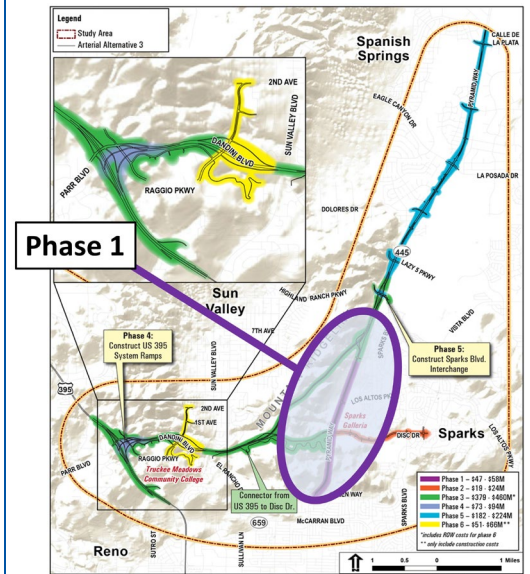 Legend
Study Area
Arterial Alternative 3
2ND AVE
SUN VALLEY BLVD
DANDINI BLVD
PARR BLVD
RAGGIO PKWY
Spanish
Springs
CALLE DE
LA PLATA
PYRAMID WAY
EAGLE CANYON DR
LA POSADA DR
DOLORES DR
445
LAZY 5 PKWY
Phase 1
HIGHLAND RANCH PKWY
Sun
Valley
7TH AVE
VISTA BLVD
Phase 5:
Construct Sparks Blvd.
Interchange
Phase 4:
Construct US 395
System Ramps
SUN VALLEY BLVD
395
SPARKS B
LOS ALTOS PK
2ND AVE
1ST AVE
DANDINI BLVD
RAGGIO PKWY
PARR BLVD
Truckee Meadows
Community College
EL RANCHO
Sparks
Galleria
DISC DR
Sparks
LOS ALTOS PKWY
Connector from
US 395 to Disc Dr.
EN WAY
659
McCARRAN BLVD
SPARKS BLVD
Reno
SUTRO ST
SULLIVAN LN
Phase 1 - $47 - $58M
Phase 2 - $19 - $24M
Phase 3 - $379 - $460M*
Phase 4 - $73 - $94M
Phase 5 - $182 - $224M
Phase 6 - $51- $66M**
*includes ROW costs for phase 6
** only include construction costs
1 0.5 0 1 Miles